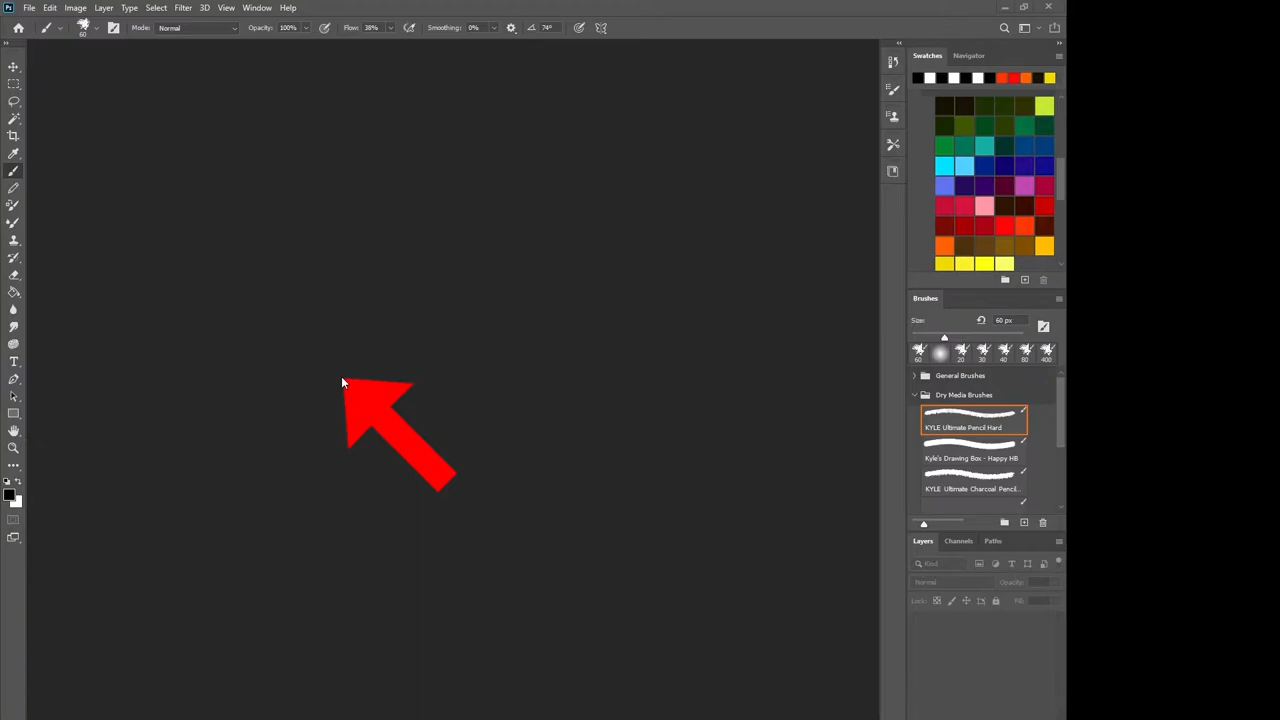 Ps File Edit Image Layer Type Select Filter 3D View Window Help
60 Mode: Normal Opacity: 100% Flow: 38% Smoothing: 0% 74°
Swatches Navigator
Brushes
Size: 60 px
60 20 30 40 80 400
General Brushes
Dry Media Brushes
KYLE Ultimate Pencil Hard
Kyle's Drawing Box - Happy HB
KYLE Ultimate Charcoal Pencil...
Layers Channels Paths
Kind
Normal Opacity:
Lock: Fill: